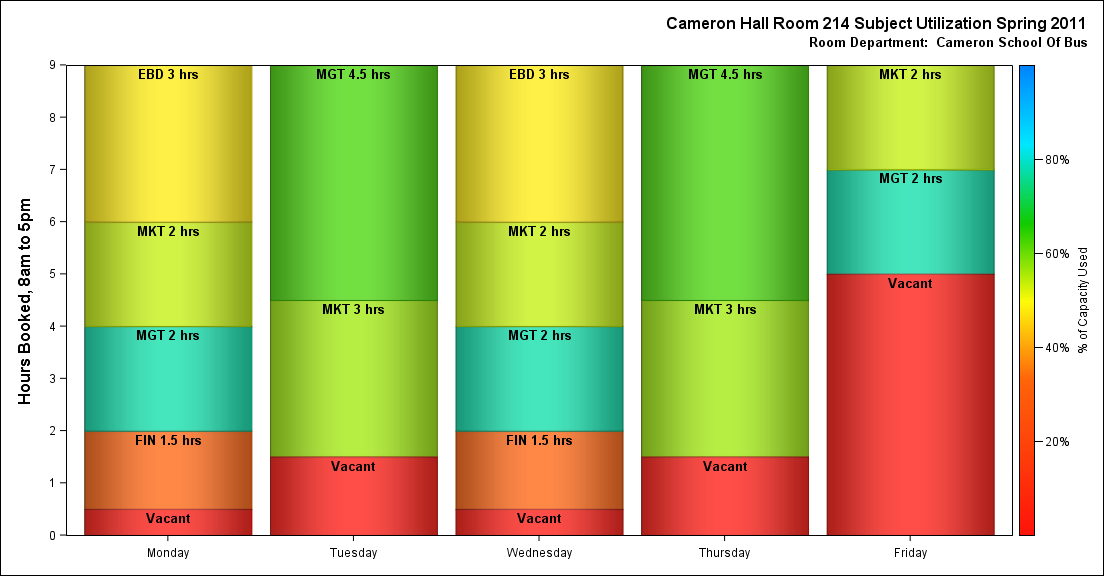 Cameron Hall Room 214 Subject Utilization Spring 2011
Room Department:  Cameron School Of Bus
Hours Booked, 8am to 5pm
9
8
7
6
5
4
3
2
1
0
EBD 3 hrs
MKT 2 hrs
MGT 2 hrs
FIN 1.5 hrs
Vacant
Monday
MGT 4.5 hrs
MKT 3 hrs
Vacant
Tuesday
EBD 3 hrs
MKT 2 hrs
MGT 2 hrs
FIN 1.5 hrs
Vacant
Wednesday
MGT 4.5 hrs
MKT 3 hrs
Vacant
Thursday
MKT 2 hrs
MGT 2 hrs
Vacant
Friday
80%
60%
40%
20%
% of Capacity Used